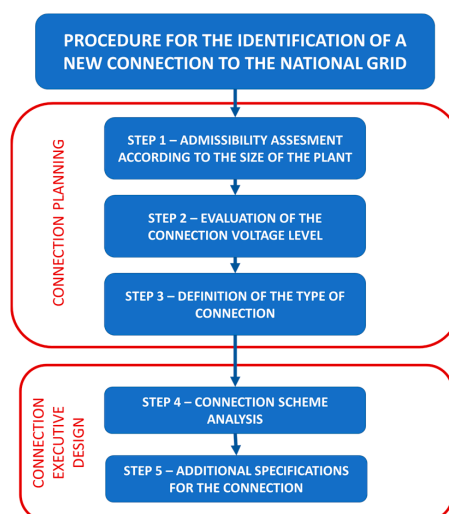 PROCEDURE FOR THE IDENTIFICATION OF A
NEW CONNECTION TO THE NATIONAL GRID
CONNECTION PLANNING
STEP 1 – ADMISSIBILITY ASSESMENT
ACCORDING TO THE SIZE OF THE PLANT
STEP 2 – EVALUATION OF THE
CONNECTION VOLTAGE LEVEL
STEP 3 – DEFINITION OF THE TYPE OF
CONNECTION
CONNECTION
EXECUTIVE
DESIGN
STEP 4 – CONNECTION SCHEME
ANALYSIS
STEP 5 – ADDITIONAL SPECIFICATIONS
FOR THE CONNECTION